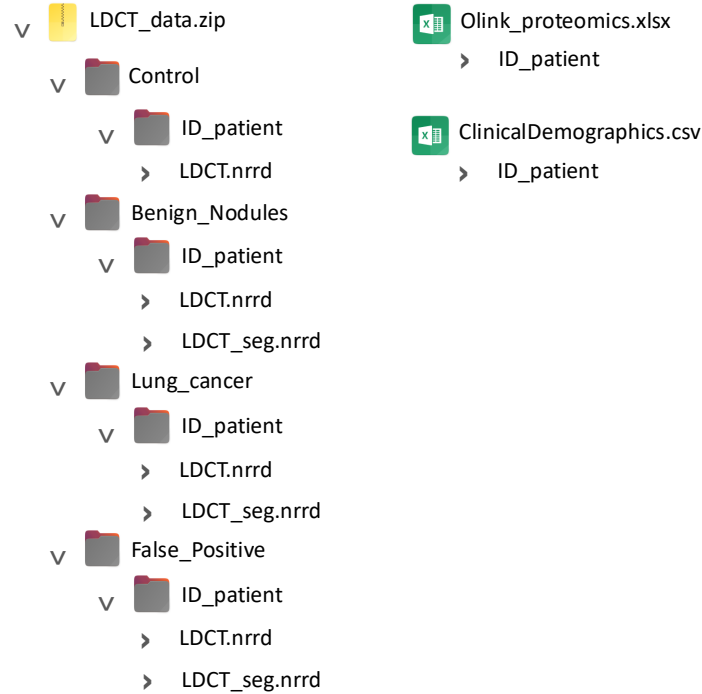 LDCT_data.zip
Control
ID_patient
LDCT.nrrd
Benign_Nodules
ID_patient
LDCT.nrrd
LDCT_seg.nrrd
Lung_cancer
ID_patient
LDCT.nrrd
LDCT_seg.nrrd
False_Positive
ID_patient
LDCT.nrrd
LDCT_seg.nrrd
Olink_proteomics.xlsx
ID_patient
ClinicalDemographics.csv
ID_patient